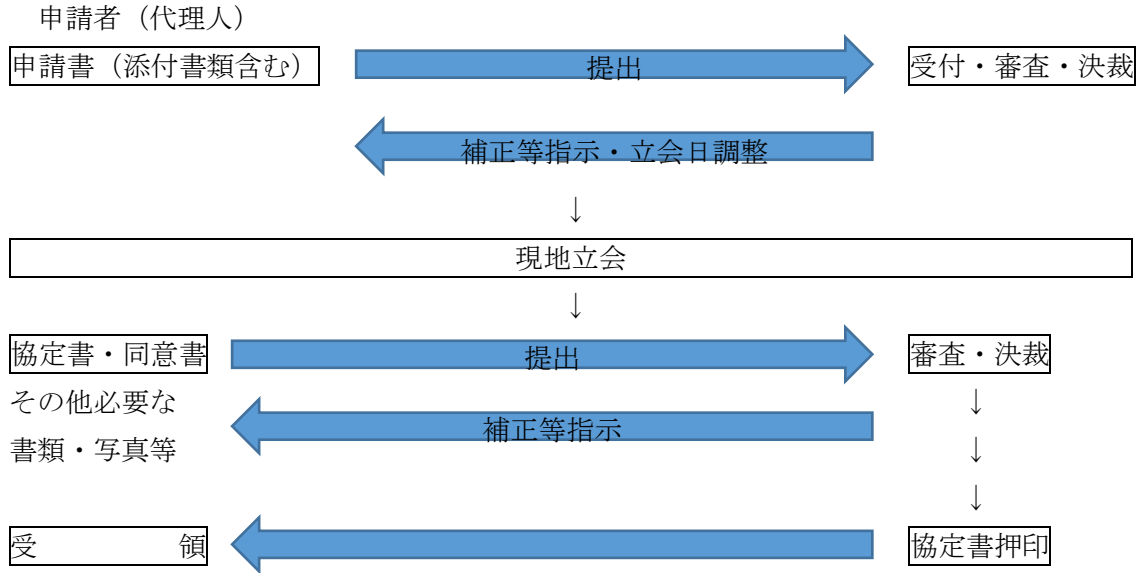 申請者（代理人）
申請書（添付書類含む）
提出
受付・審査・決裁
補正等指示・立会日調整
↓
現地立会
↓
協定書・同意書
提出
審査・決裁
その他必要な
↓
補正等指示
書類・写真等
↓
↓
受　　　　　領
協定書押印